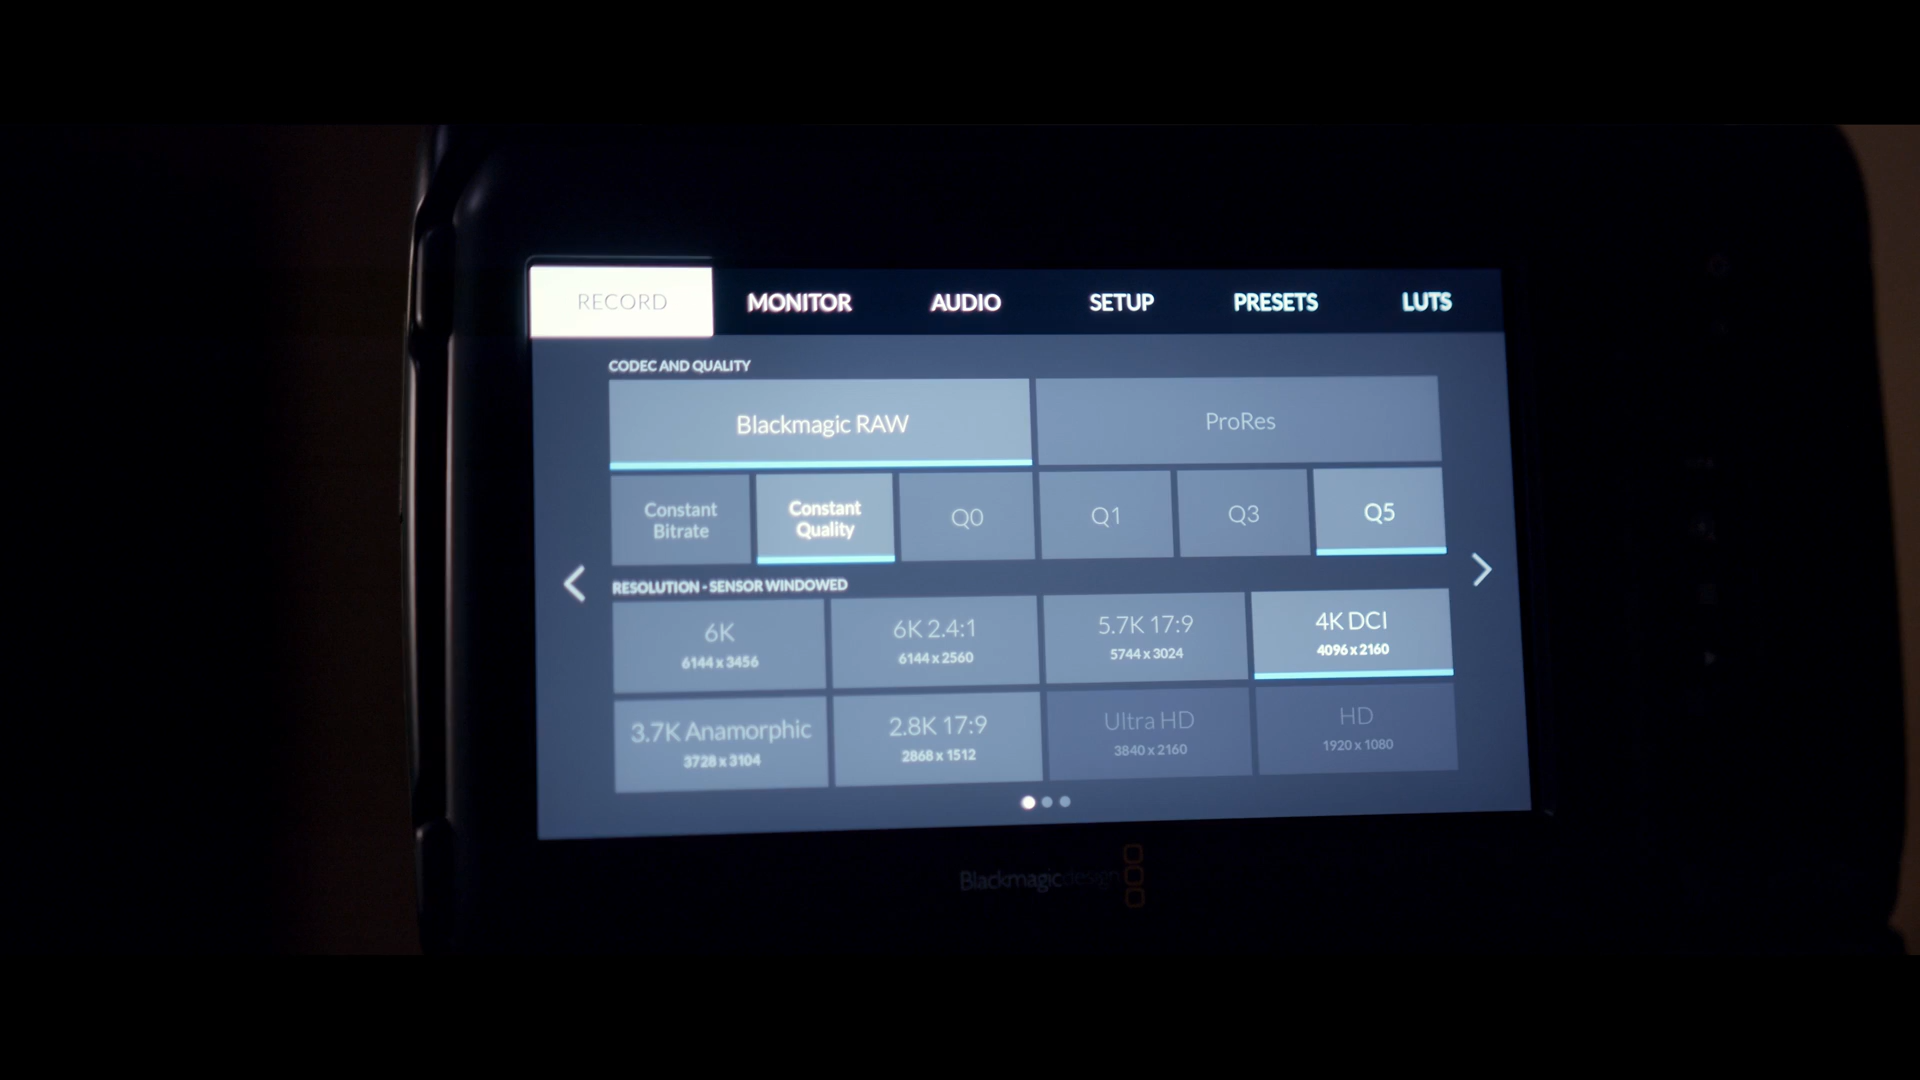 RECORD MONITOR AUDIO SETUP PRESETS LUTS
CODEC AND QUALITY
Blackmagic RAW ProRes
Constant Bitrate Constant Quality Q0 Q1 Q3 Q5
RESOLUTION - SENSOR WINDOWED
6K 6K 2.4:1 5.7K 17:9 4K DCI
6144 x 3456 6144 x 2560 5744 x 3024 4096 x 2160
3.7K Anamorphic 2.8K 17:9 Ultra HD HD
3728 x 3104 2868 x 1512 3840 x 2160 1920 x 1080
Blackmagicdesign